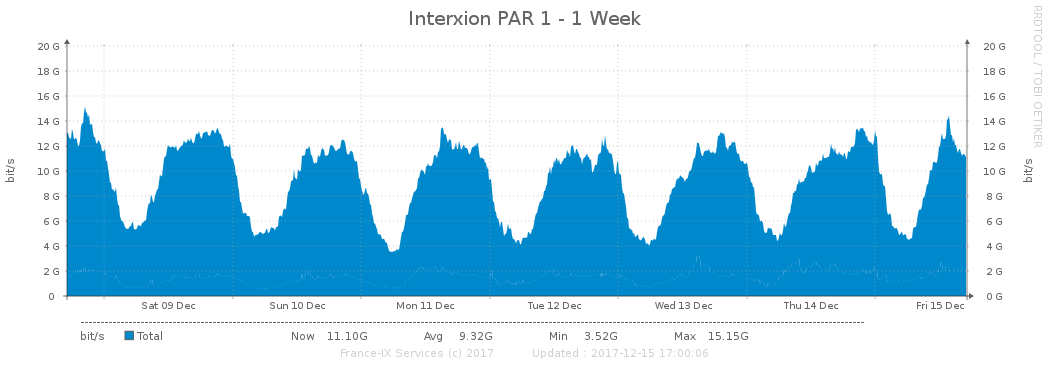 Interxion PAR 1 - 1 Week
RRDTOOL / TOBI OETIKER
bit/s
20 G
18 G
16 G
14 G
12 G
10 G
8 G
6 G
4 G
2 G
0
20 G
18 G
16 G
14 G
12 G
10 G
8 G
6 G
4 G
2 G
0 G
bit/s
Sat 09 Dec Sun 10 Dec Mon 11 Dec Tue 12 Dec Wed 13 Dec Thu 14 Dec Fri 15 Dec
bit/s Total Now 11.10G Avg 9.32G Min 3.52G Max 15.15G
France-IX Services (c) 2017 Updated : 2017-12-15 17:00:06